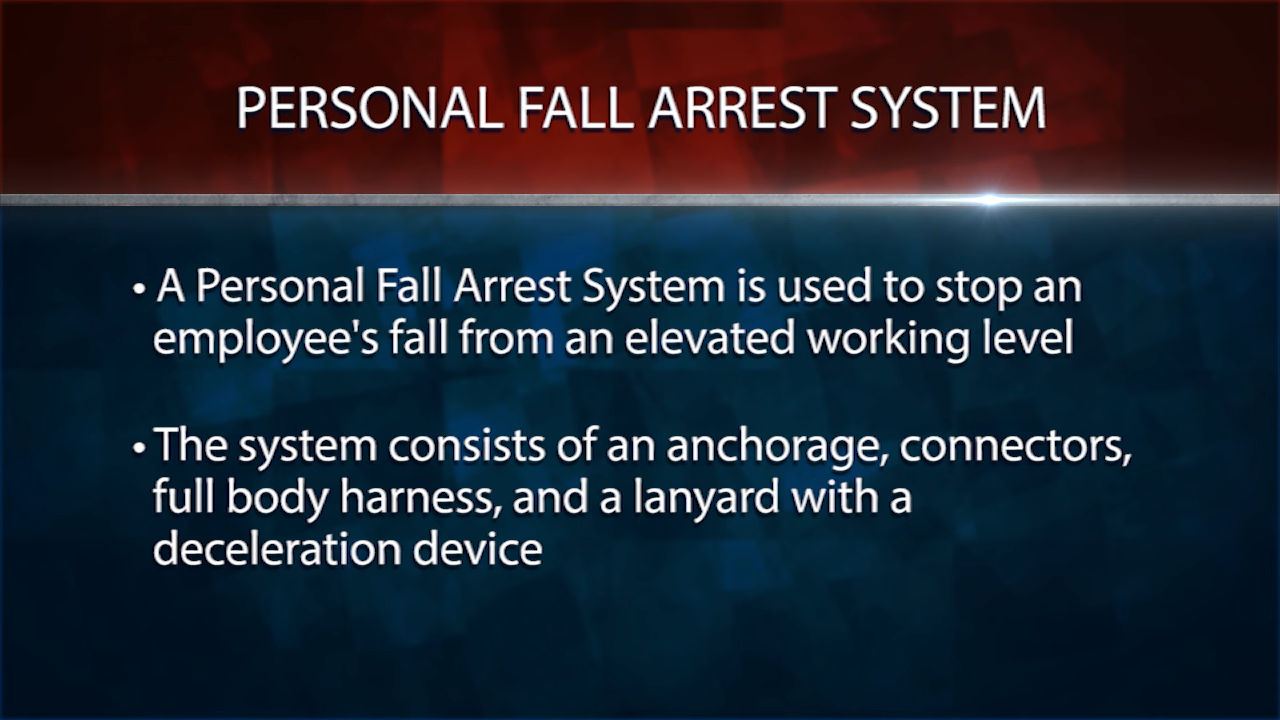 PERSONAL FALL ARREST SYSTEM
• A Personal Fall Arrest System is used to stop an
employee's fall from an elevated working level
• The system consists of an anchorage, connectors,
full body harness, and a lanyard with a
deceleration device